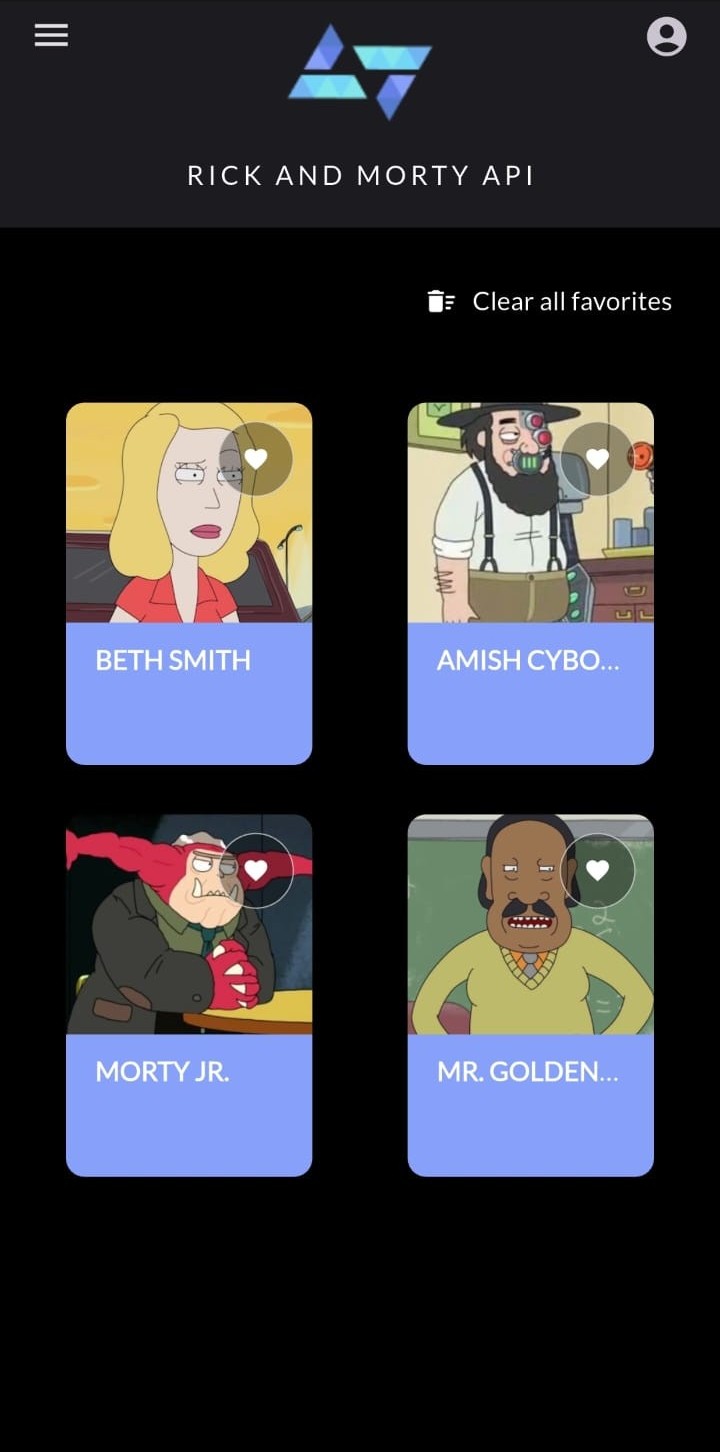 RICK AND MORTY API
Clear all favorites
BETH SMITH
AMISH CYBO...
MORTY JR.
MR. GOLDEN...